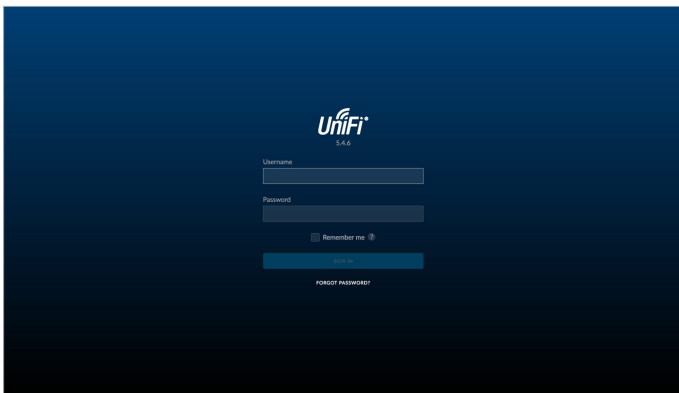 UniFi®
5.4.6
Username
Password
Remember me ?
SIGN IN
FORGOT PASSWORD?